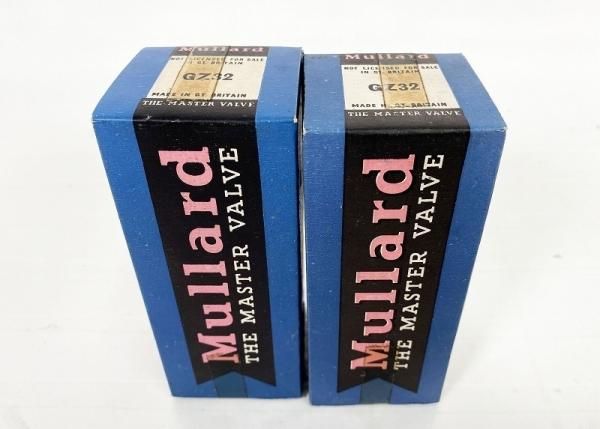 Mullard
NOT LICENSED FOR SALE
IN GT. BRITAIN
GZ32
MADE IN GT. BRITAIN
THE MASTER VALVE
Mullard
THE MASTER VALVE
Mullard
NOT LICENSED FOR SALE
IN GT. BRITAIN
GZ32
MADE IN GT. BRITAIN
THE MASTER VALVE
Mullard
THE MASTER VALVE